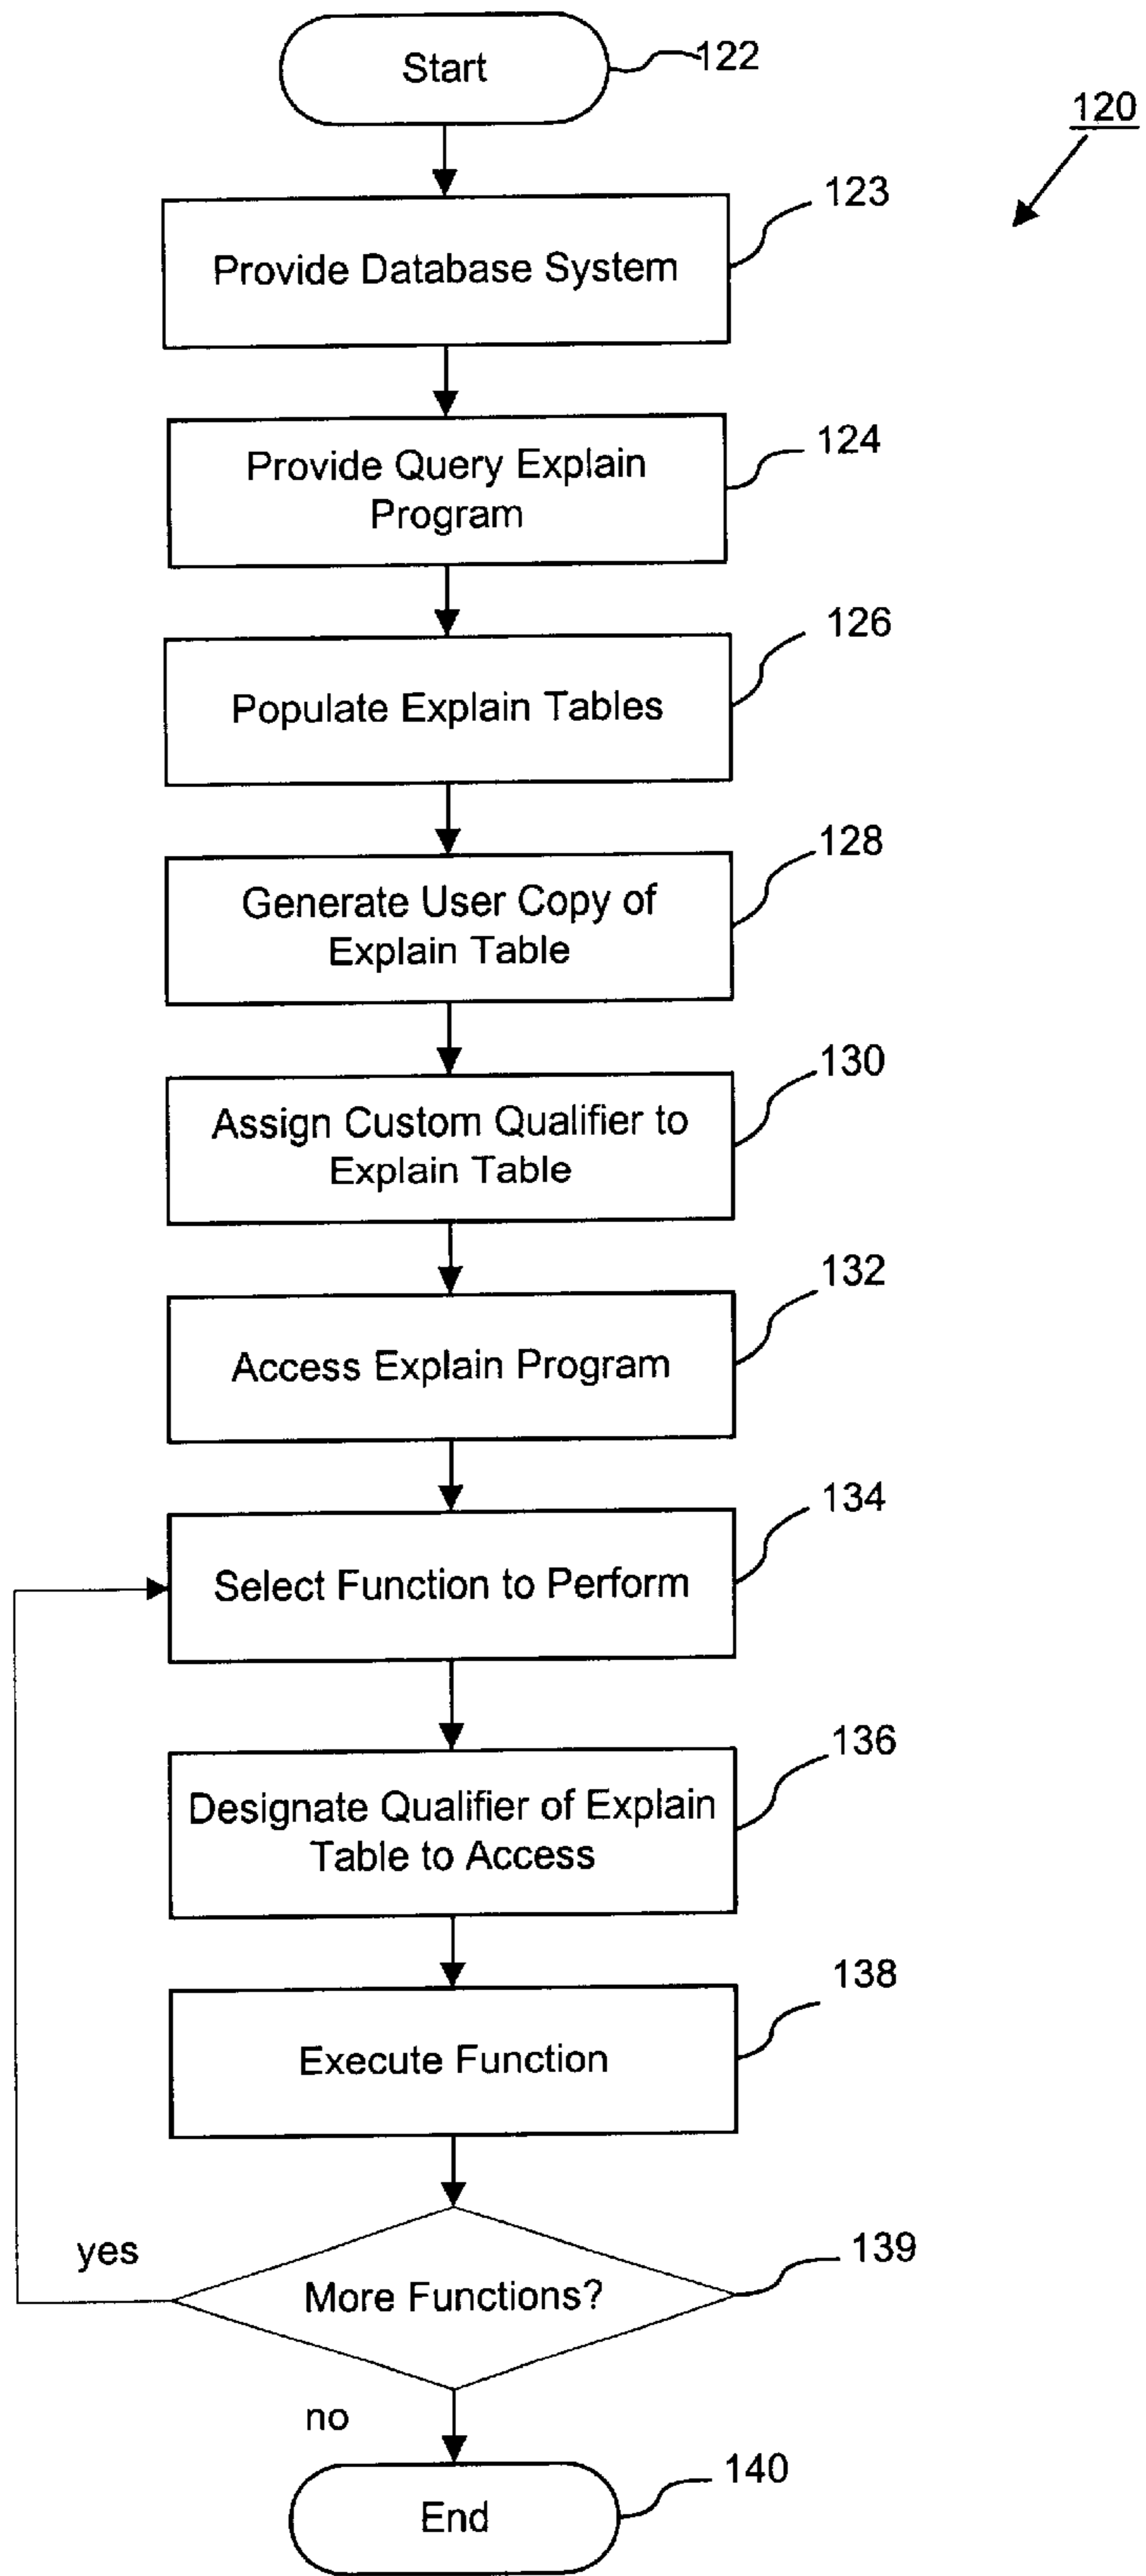 Start
122
120
123
Provide Database System
124
Provide Query Explain
Program
126
Populate Explain Tables
128
Generate User Copy of
Explain Table
130
Assign Custom Qualifier to
Explain Table
132
Access Explain Program
134
Select Function to Perform
136
Designate Qualifier of Explain
Table to Access
138
Execute Function
yes
139
More Functions?
no
140
End